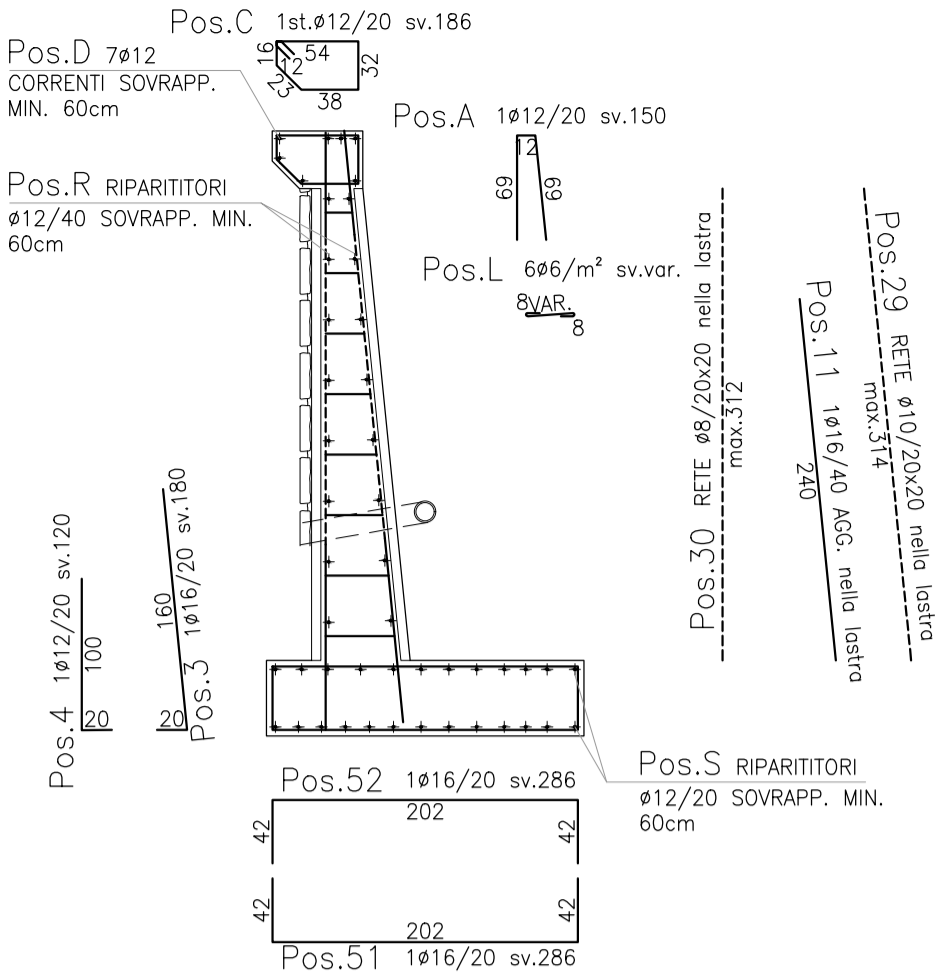 Pos.C 1st.ø12/20 sv.186
16
54
32
12
23
38
Pos.D 7ø12
CORRENTI SOVRAPP.
MIN. 60cm
Pos.A 1ø12/20 sv.150
12
69
69
Pos.R RIPARITITORI
ø12/40 SOVRAPP. MIN.
60cm
Pos.L 6ø6/m² sv.var.
8
VAR.
8
Pos.30 RETE ø8/20x20 nella lastra
max.312
Pos.11 1ø16/40 AGG. nella lastra
240
Pos.29 RETE ø10/20x20 nella lastra
max.314
Pos.4 1ø12/20 sv.120
100
20
Pos.3 1ø16/20 sv.180
160
20
Pos.S RIPARITITORI
ø12/20 SOVRAPP. MIN.
60cm
Pos.52 1ø16/20 sv.286
202
42
42
42
42
202
Pos.51 1ø16/20 sv.286